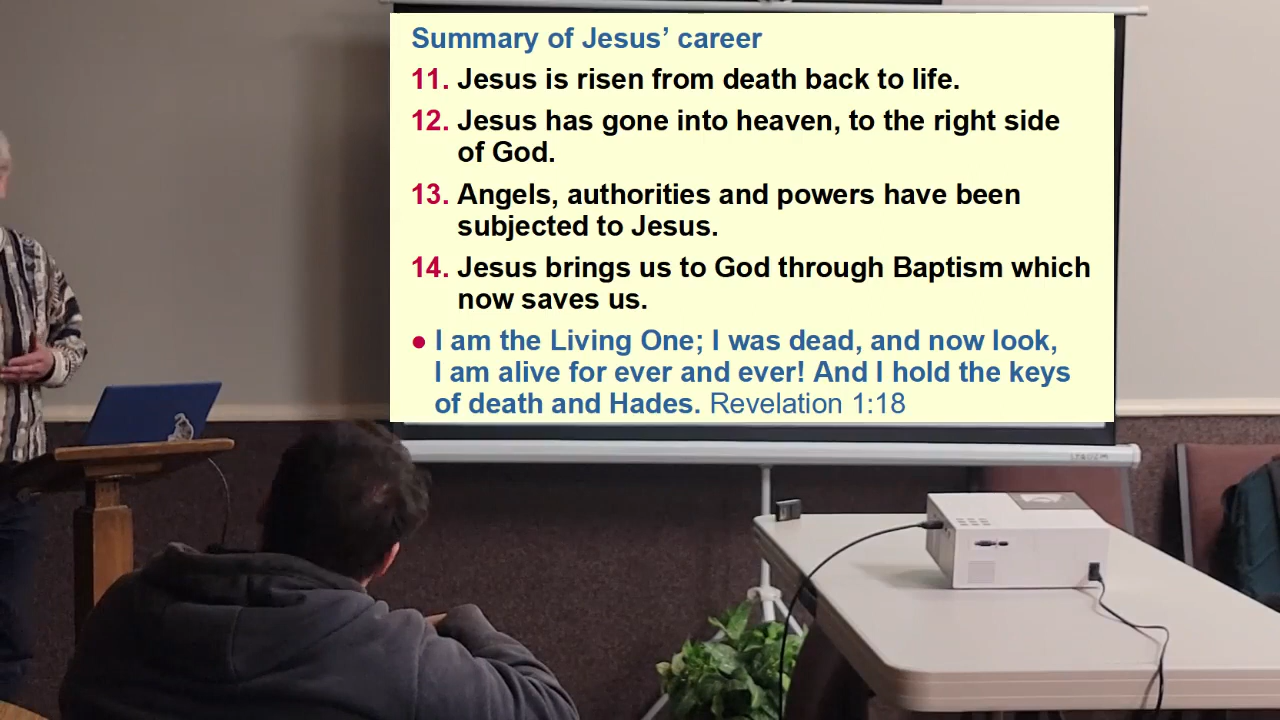 Summary of Jesus’ career
11. Jesus is risen from death back to life.
12. Jesus has gone into heaven, to the right side
of God.
13. Angels, authorities and powers have been
subjected to Jesus.
14. Jesus brings us to God through Baptism which
now saves us.
● I am the Living One; I was dead, and now look,
I am alive for ever and ever! And I hold the keys
of death and Hades. Revelation 1:18